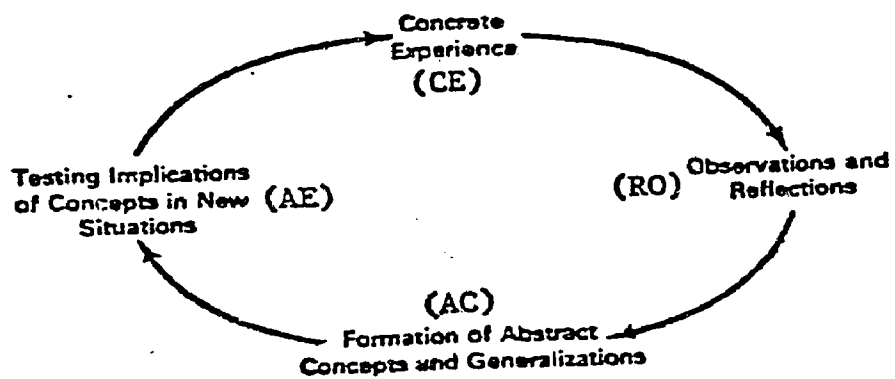 Concrete
Experience
(CE)
Testing Implications
of Concepts in New (AE)
Situations
(RO) Observations and
Reflections
(AC)
Formation of Abstract
Concepts and Generalizations